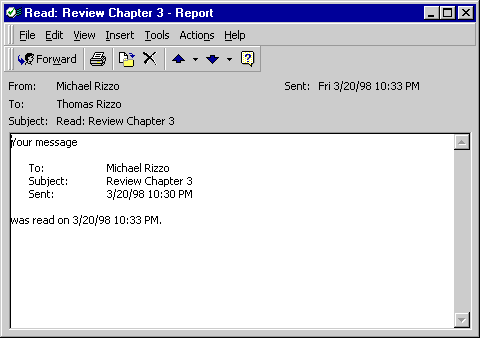 Read: Review Chapter 3 - Report
File Edit View Insert Tools Actions Help
Forward
From: Michael Rizzo Sent: Fri 3/20/98 10:33 PM
To: Thomas Rizzo
Subject: Read: Review Chapter 3
Your message
To: Michael Rizzo
Subject: Review Chapter 3
Sent: 3/20/98 10:30 PM
was read on 3/20/98 10:33 PM.